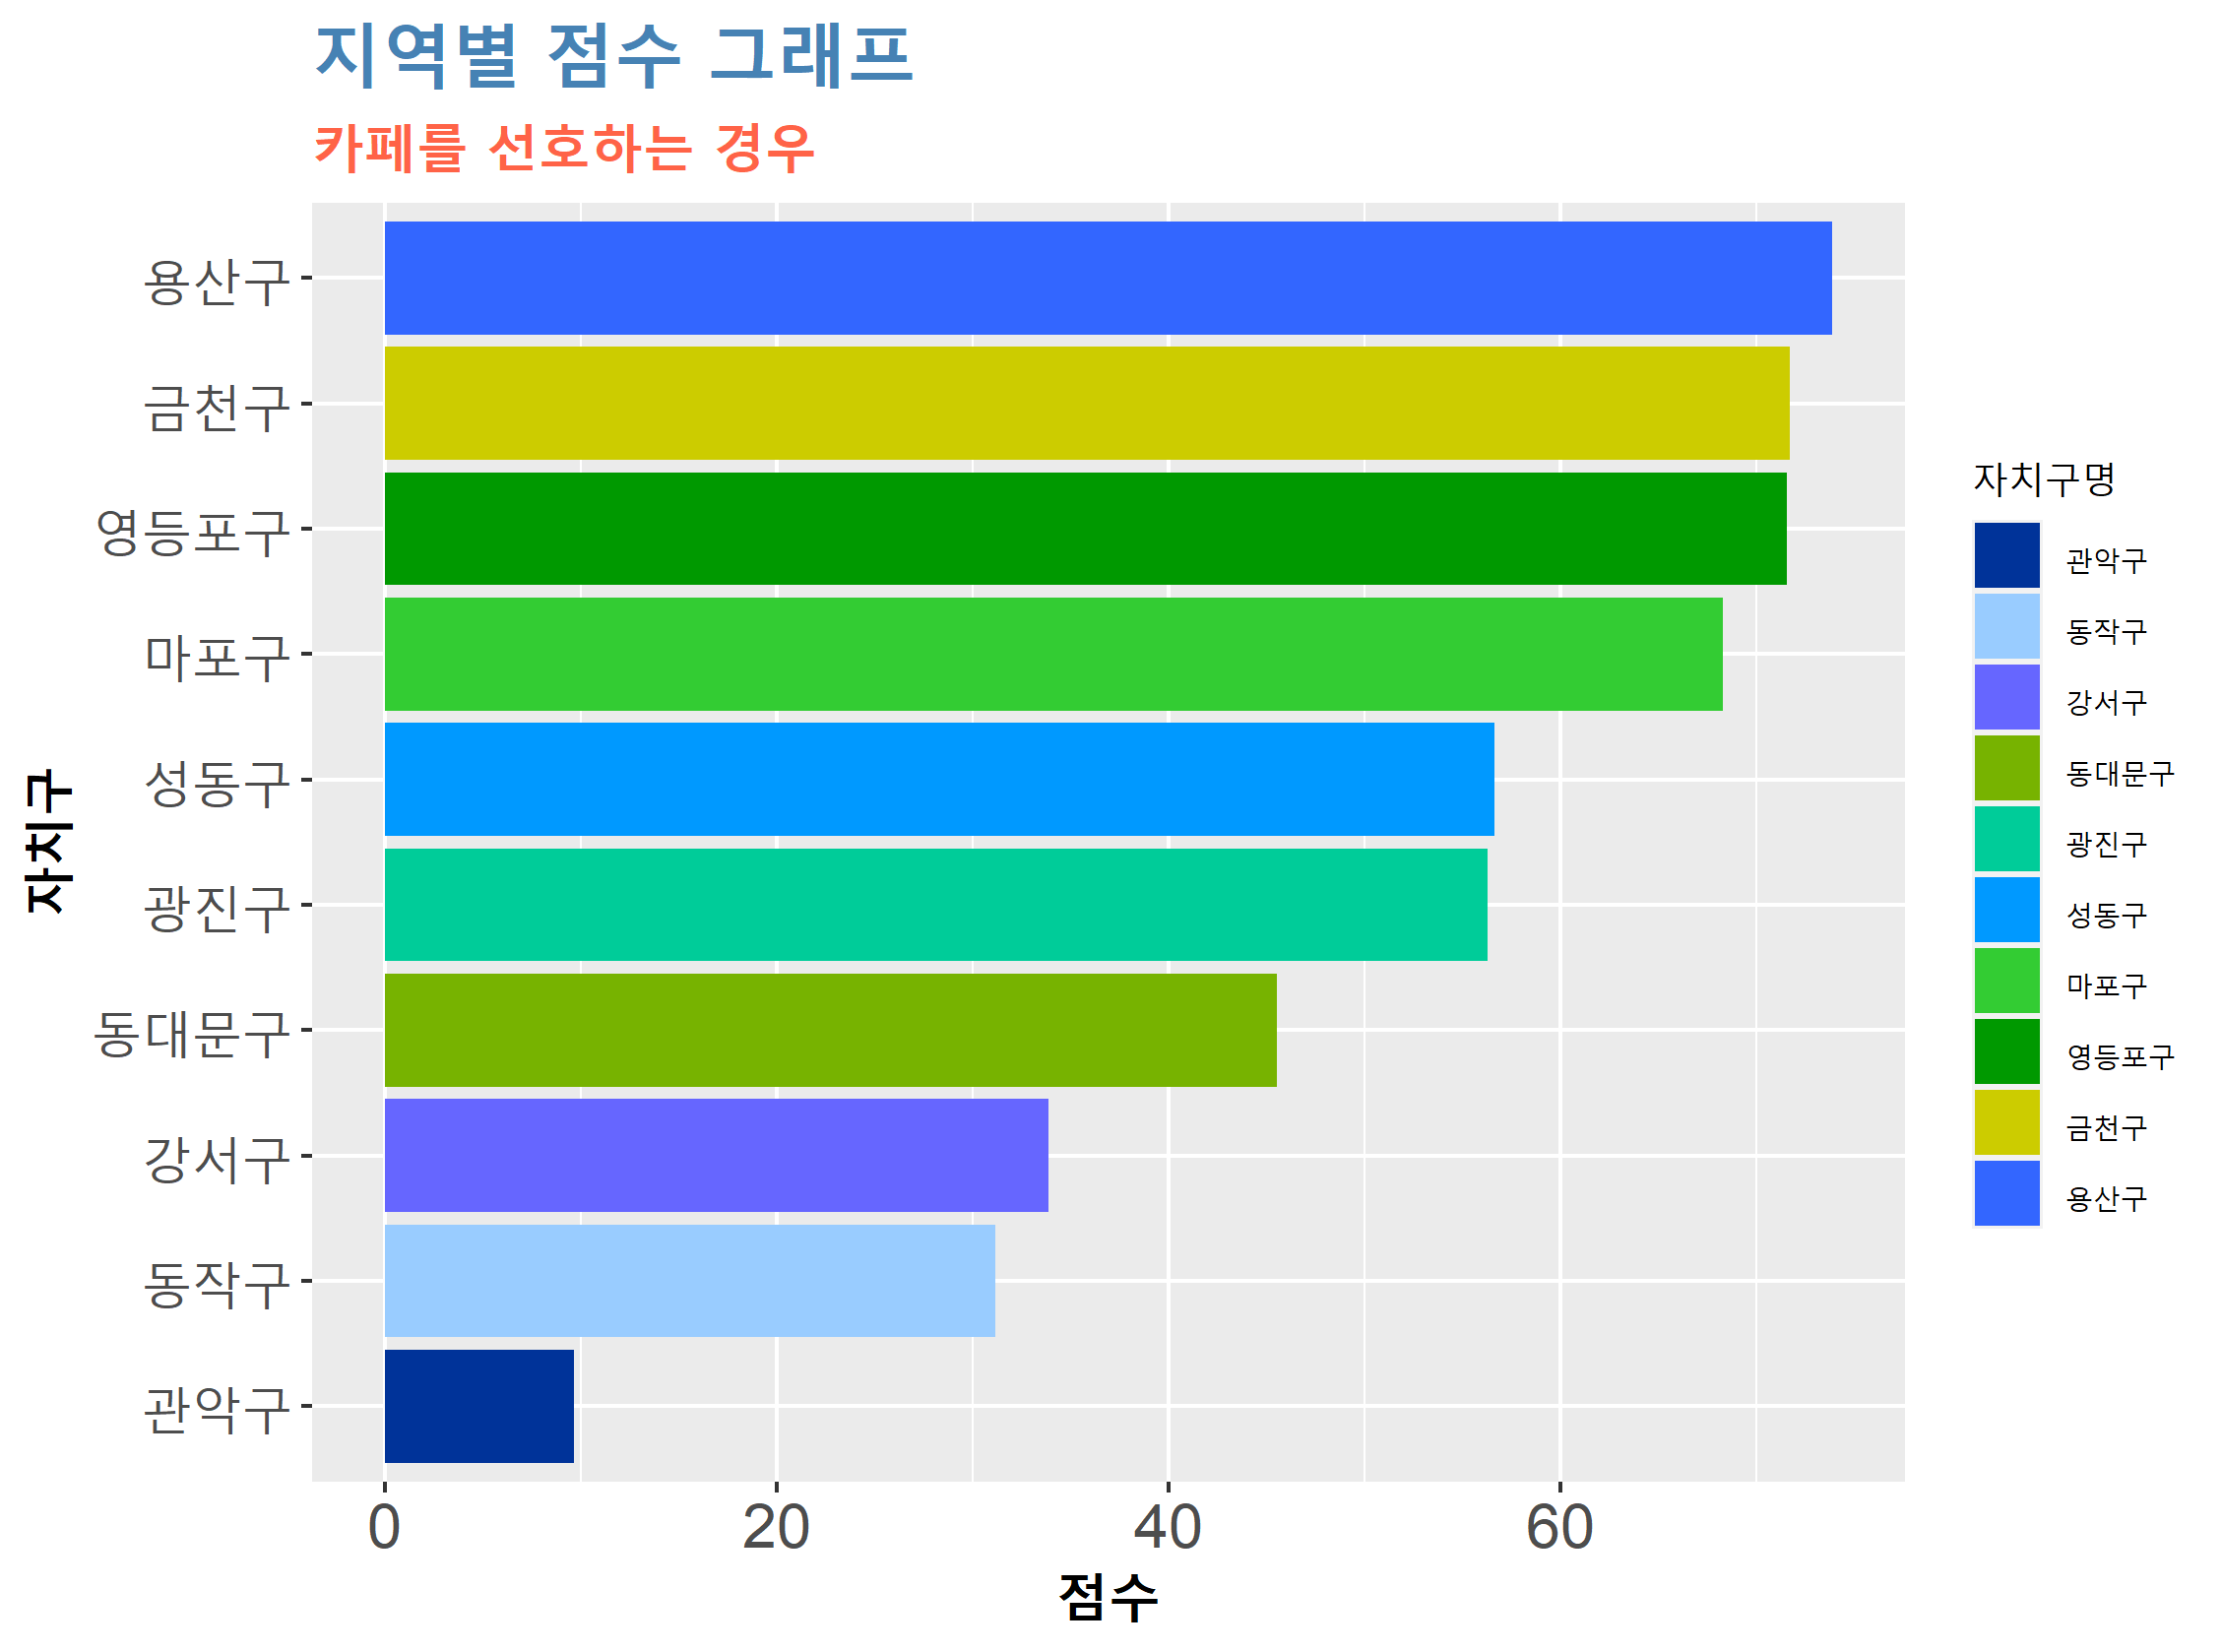 지역별 점수 그래프
카페를 선호하는 경우
용산구
금천구
영등포구
마포구
성동구
광진구
동대문구
강서구
동작구
관악구
자치구
0 20 40 60
점수
자치구명
관악구
동작구
강서구
동대문구
광진구
성동구
마포구
영등포구
금천구
용산구